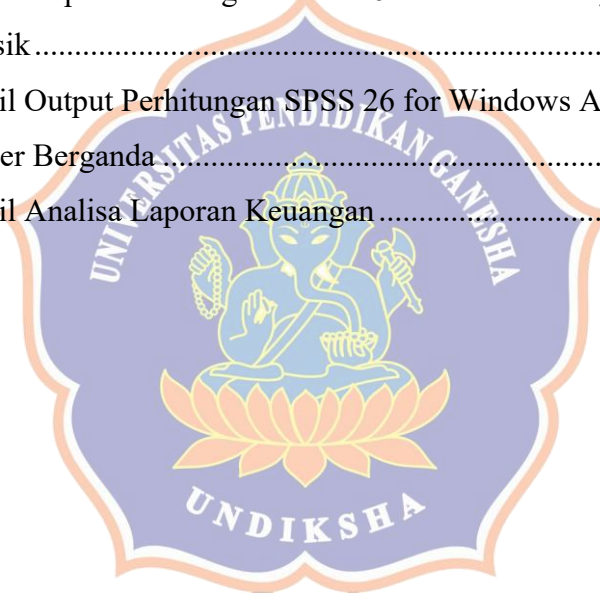 sik
il Output Perhitungan SPSS 26 for Windows A
er Berganda
il Analisa Laporan Keuangan
UNIVERSITAS PENDIDIKAN GANESHA
UNDIKSHA